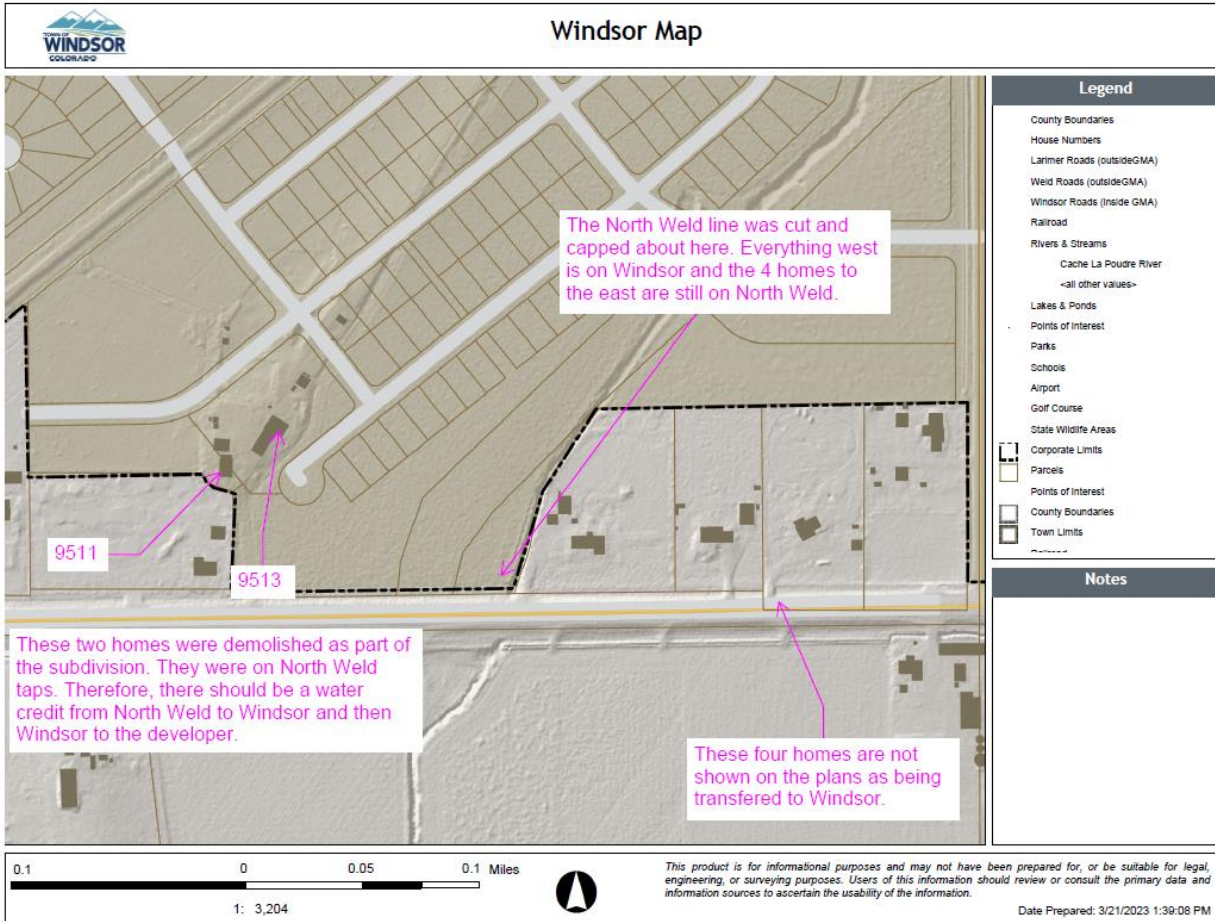 TOWN OF
WINDSOR
COLORADO
Windsor Map
The North Weld line was cut and
capped about here. Everything west
is on Windsor and the 4 homes to
the east are still on North Weld.
9511
9513
These two homes were demolished as part of
the subdivision. They were on North Weld
taps. Therefore, there should be a water
credit from North Weld to Windsor and then
Windsor to the developer.
These four homes are not
shown on the plans as being
transfered to Windsor.
Legend
County Boundaries
House Numbers
Larimer Roads (outsideGMA)
Weld Roads (outsideGMA)
Windsor Roads (inside GMA)
Railroad
Rivers & Streams
Cache La Poudre River
<all other values>
Lakes & Ponds
Points of Interest
Parks
Schools
Airport
Golf Course
State Wildlife Areas
Corporate Limits
Parcels
Points of Interest
County Boundaries
Town Limits
Railroad
Notes
0.1 0 0.05 0.1 Miles
1: 3,204
This product is for informational purposes and may not have been prepared for, or be suitable for legal,
engineering, or surveying purposes. Users of this information should review or consult the primary data and
information sources to ascertain the usability of the information.
Date Prepared: 3/21/2023 1:39:08 PM